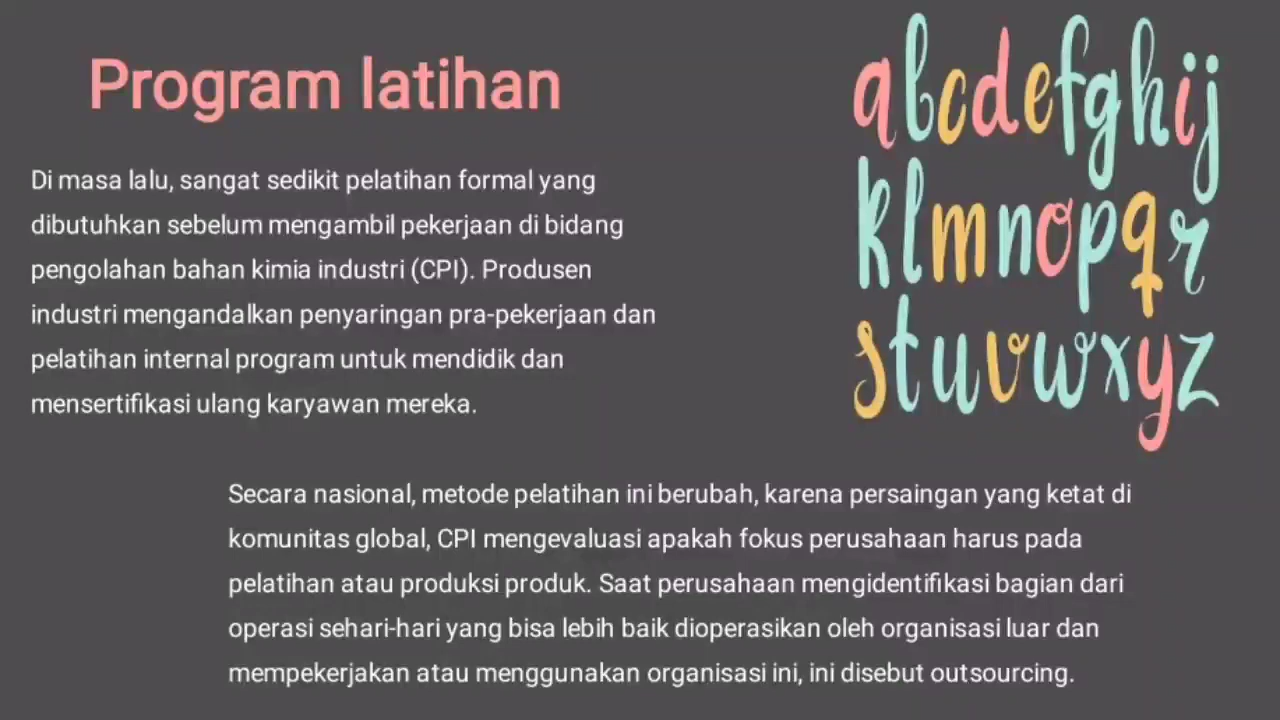 Program latihan
abcdefghij
klmnopqr
stuvwxyz
Di masa lalu, sangat sedikit pelatihan formal yang
dibutuhkan sebelum mengambil pekerjaan di bidang
pengolahan bahan kimia industri (CPI). Produsen
industri mengandalkan penyaringan pra-pekerjaan dan
pelatihan internal program untuk mendidik dan
mensertifikasi ulang karyawan mereka.
Secara nasional, metode pelatihan ini berubah, karena persaingan yang ketat di
komunitas global, CPI mengevaluasi apakah fokus perusahaan harus pada
pelatihan atau produksi produk. Saat perusahaan mengidentifikasi bagian dari
operasi sehari-hari yang bisa lebih baik dioperasikan oleh organisasi luar dan
mempekerjakan atau menggunakan organisasi ini, ini disebut outsourcing.